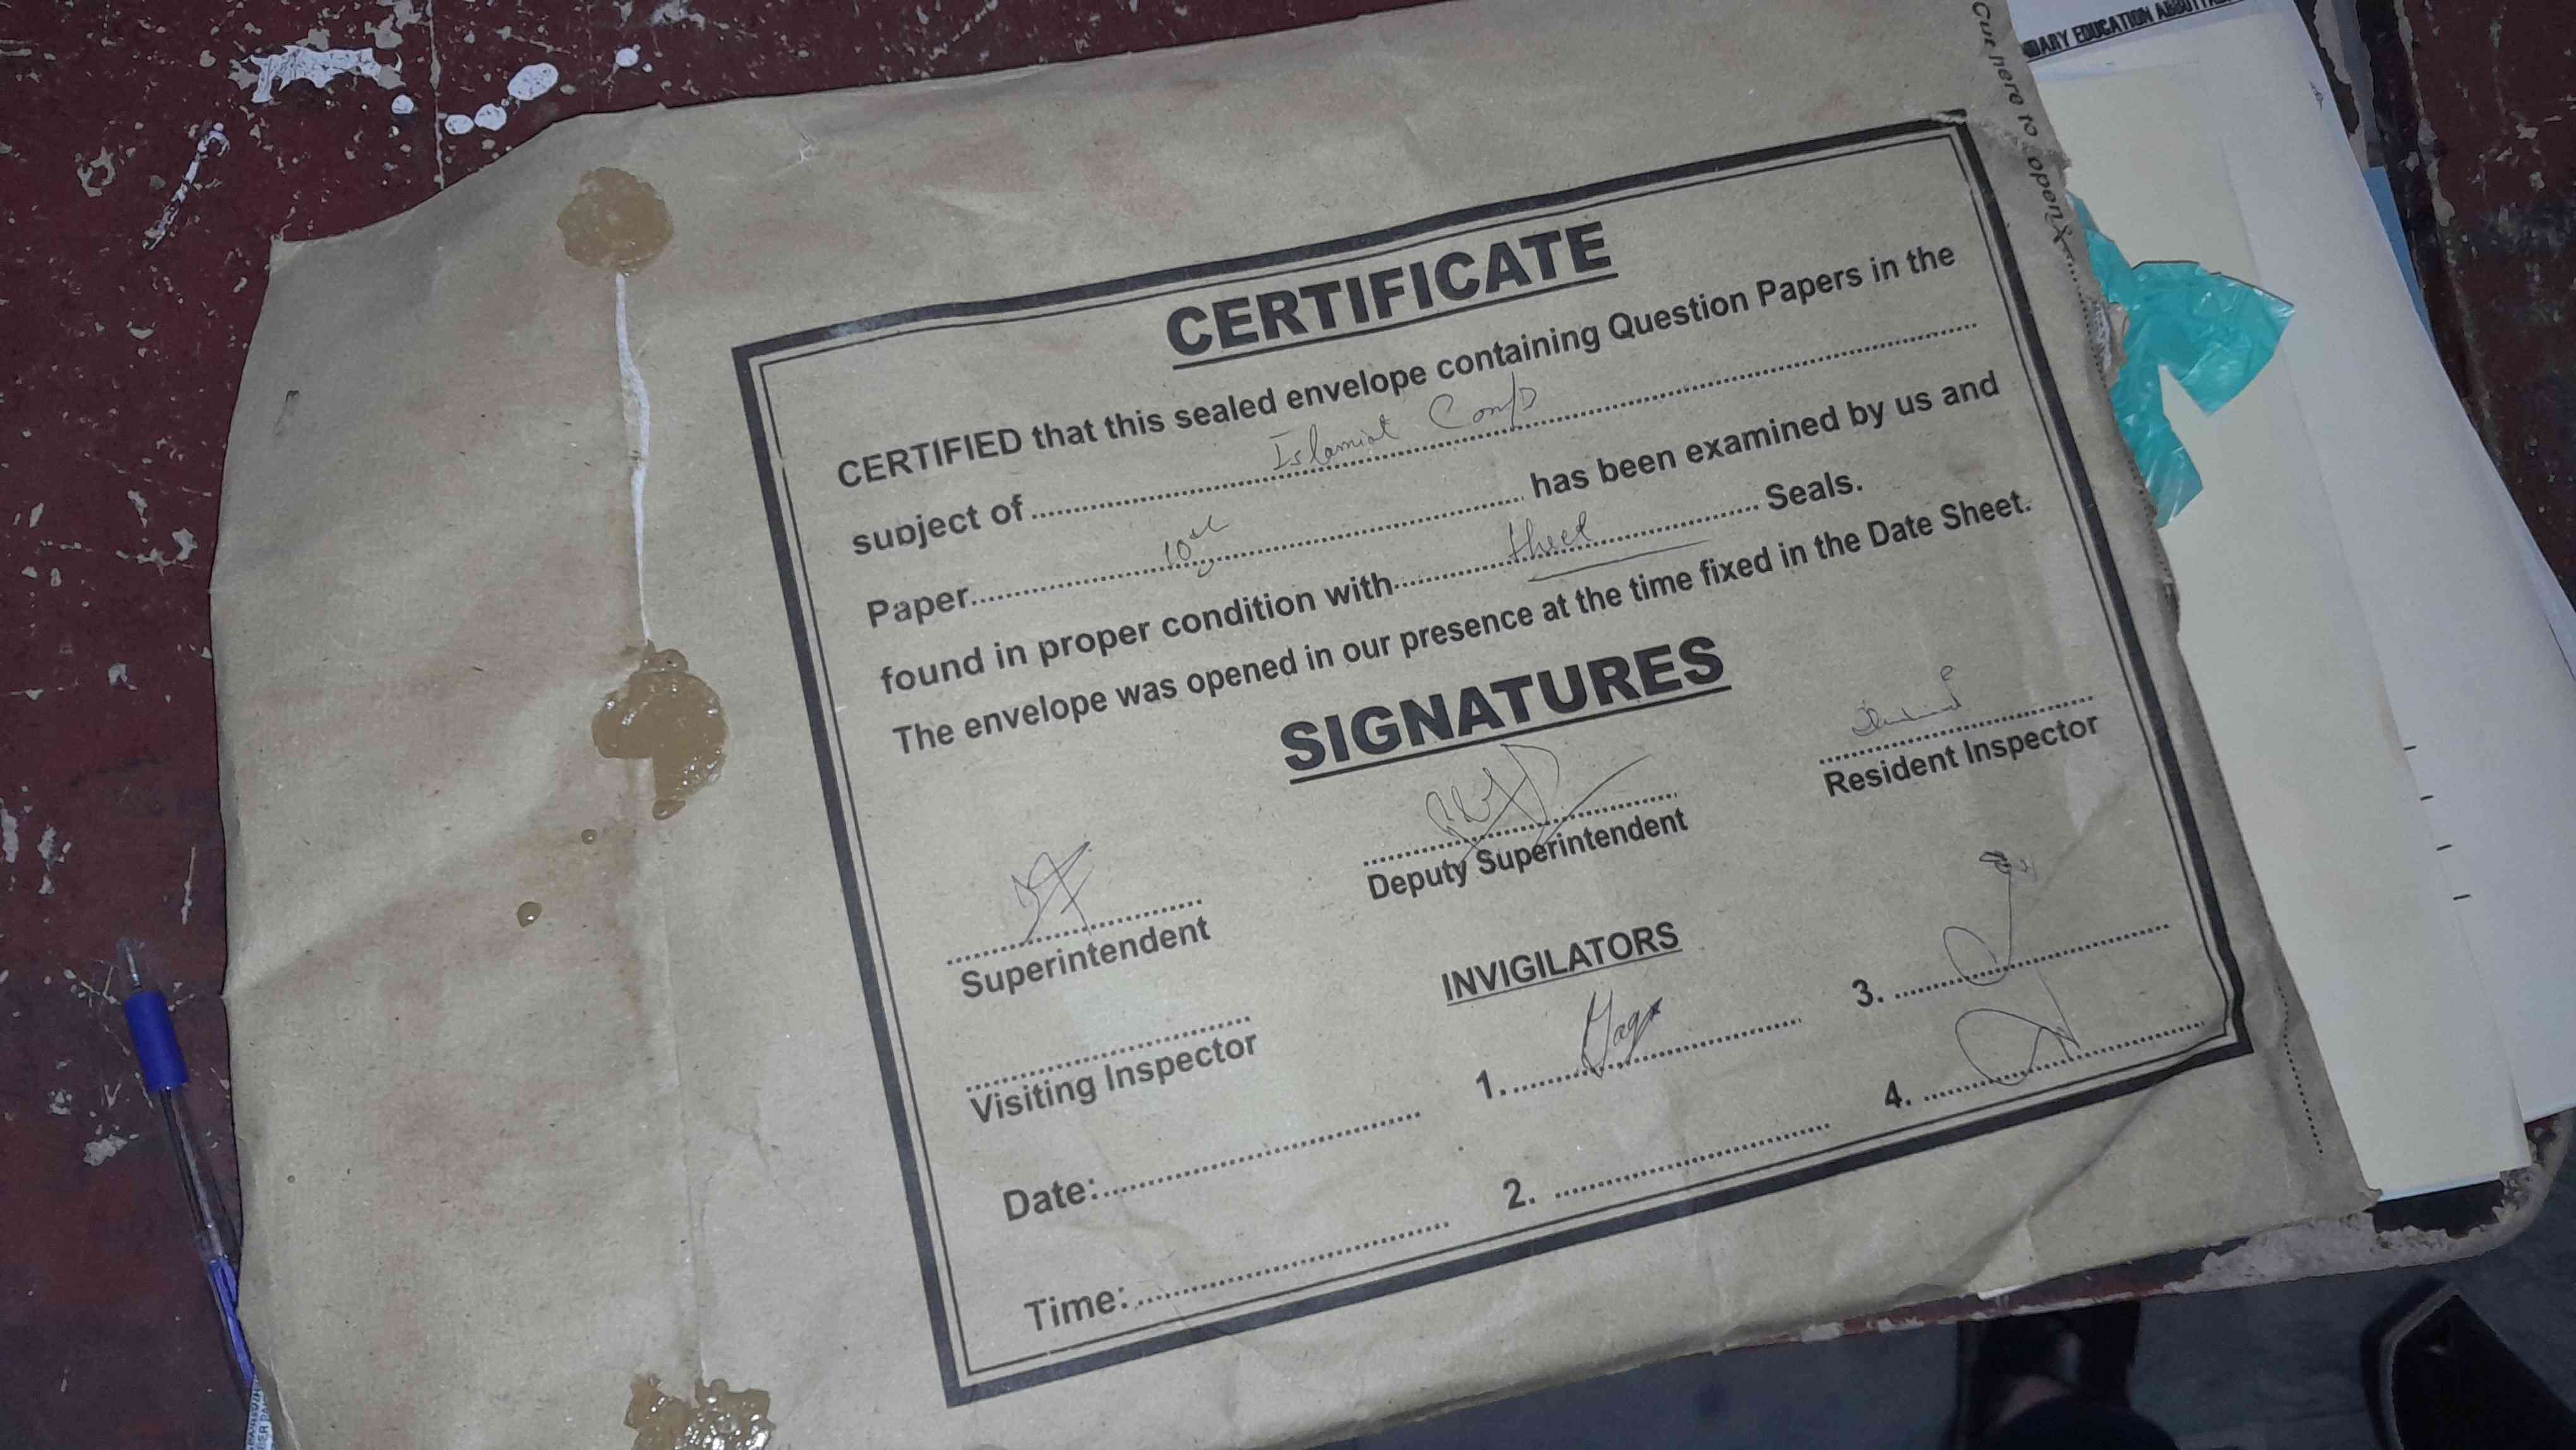 CERTIFICATE
CERTIFIED that this sealed envelope containing Question Papers in the
subject of Islamiat Comp
Paper 10th has been examined by us and
found in proper condition with three Seals.
The envelope was opened in our presence at the time fixed in the Date Sheet.
SIGNATURES
Resident Inspector
Deputy Superintendent
Superintendent
INVIGILATORS
Visiting Inspector
1.
3.
Date:
2.
4.
Time:
Cut here to open
EDUCATION